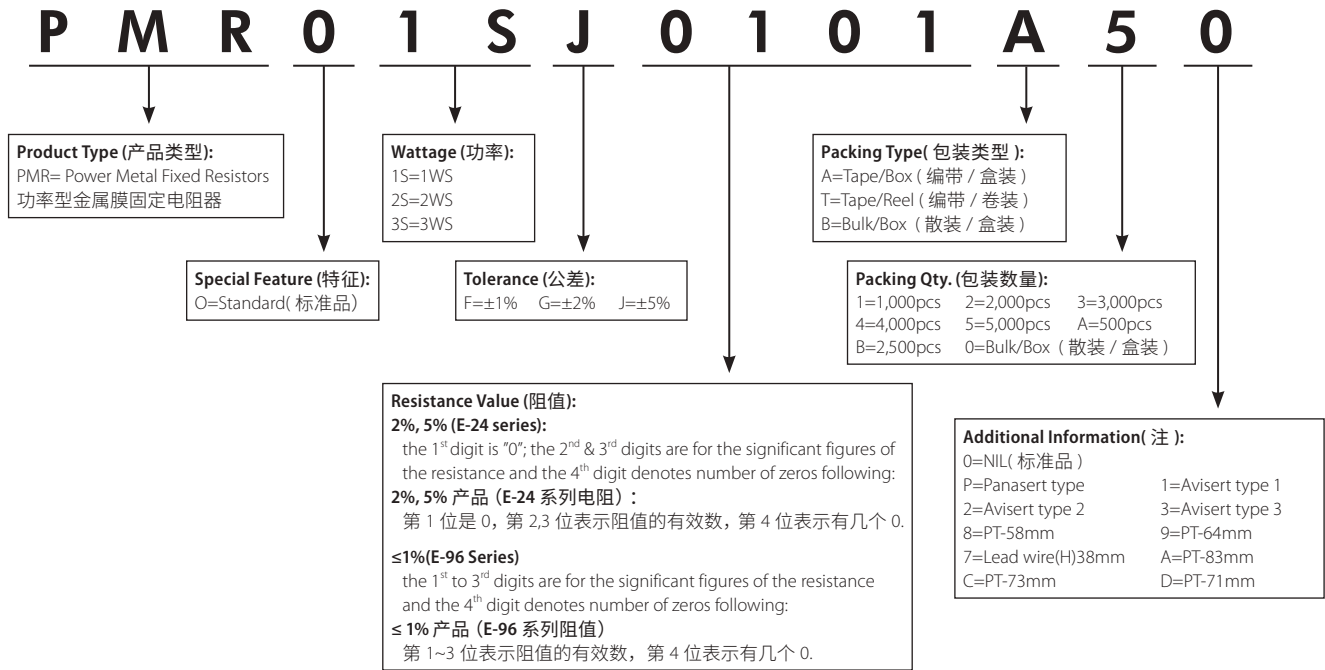 P M R 0 1 S J 0 1 0 1 A 5 0
Product Type (产品类型):
PMR= Power Metal Fixed Resistors
功率型金属膜固定电阻器
Wattage (功率):
1S=1WS
2S=2WS
3S=3WS
Packing Type( 包装类型 ):
A=Tape/Box ( 编带 / 盒装 )
T=Tape/Reel ( 编带 / 卷装 )
B=Bulk/Box ( 散装 / 盒装 )
Special Feature (特征):
O=Standard( 标准品)
Tolerance (公差):
F=±1% G=±2% J=±5%
Packing Qty. (包装数量):
1=1,000pcs 2=2,000pcs 3=3,000pcs
4=4,000pcs 5=5,000pcs A=500pcs
B=2,500pcs 0=Bulk/Box ( 散装 / 盒装 )
Resistance Value (阻值):
2%, 5% (E-24 series):
the 1st digit is "0"; the 2nd & 3rd digits are for the significant figures of
the resistance and the 4th digit denotes number of zeros following:
2%, 5% 产品 (E-24 系列电阻) :
第 1 位是 0, 第 2,3 位表示阻值的有效数, 第 4 位表示有几个 0.
≤1%(E-96 Series)
the 1st to 3rd digits are for the significant figures of the resistance
and the 4th digit denotes number of zeros following:
≤ 1% 产品 (E-96 系列阻值)
第 1~3 位表示阻值的有效数, 第 4 位表示有几个 0.
Additional Information( 注 ):
0=NIL( 标准品 )
P=Panasert type 1=Avisert type 1
2=Avisert type 2 3=Avisert type 3
8=PT-58mm 9=PT-64mm
7=Lead wire(H)38mm A=PT-83mm
C=PT-73mm D=PT-71mm